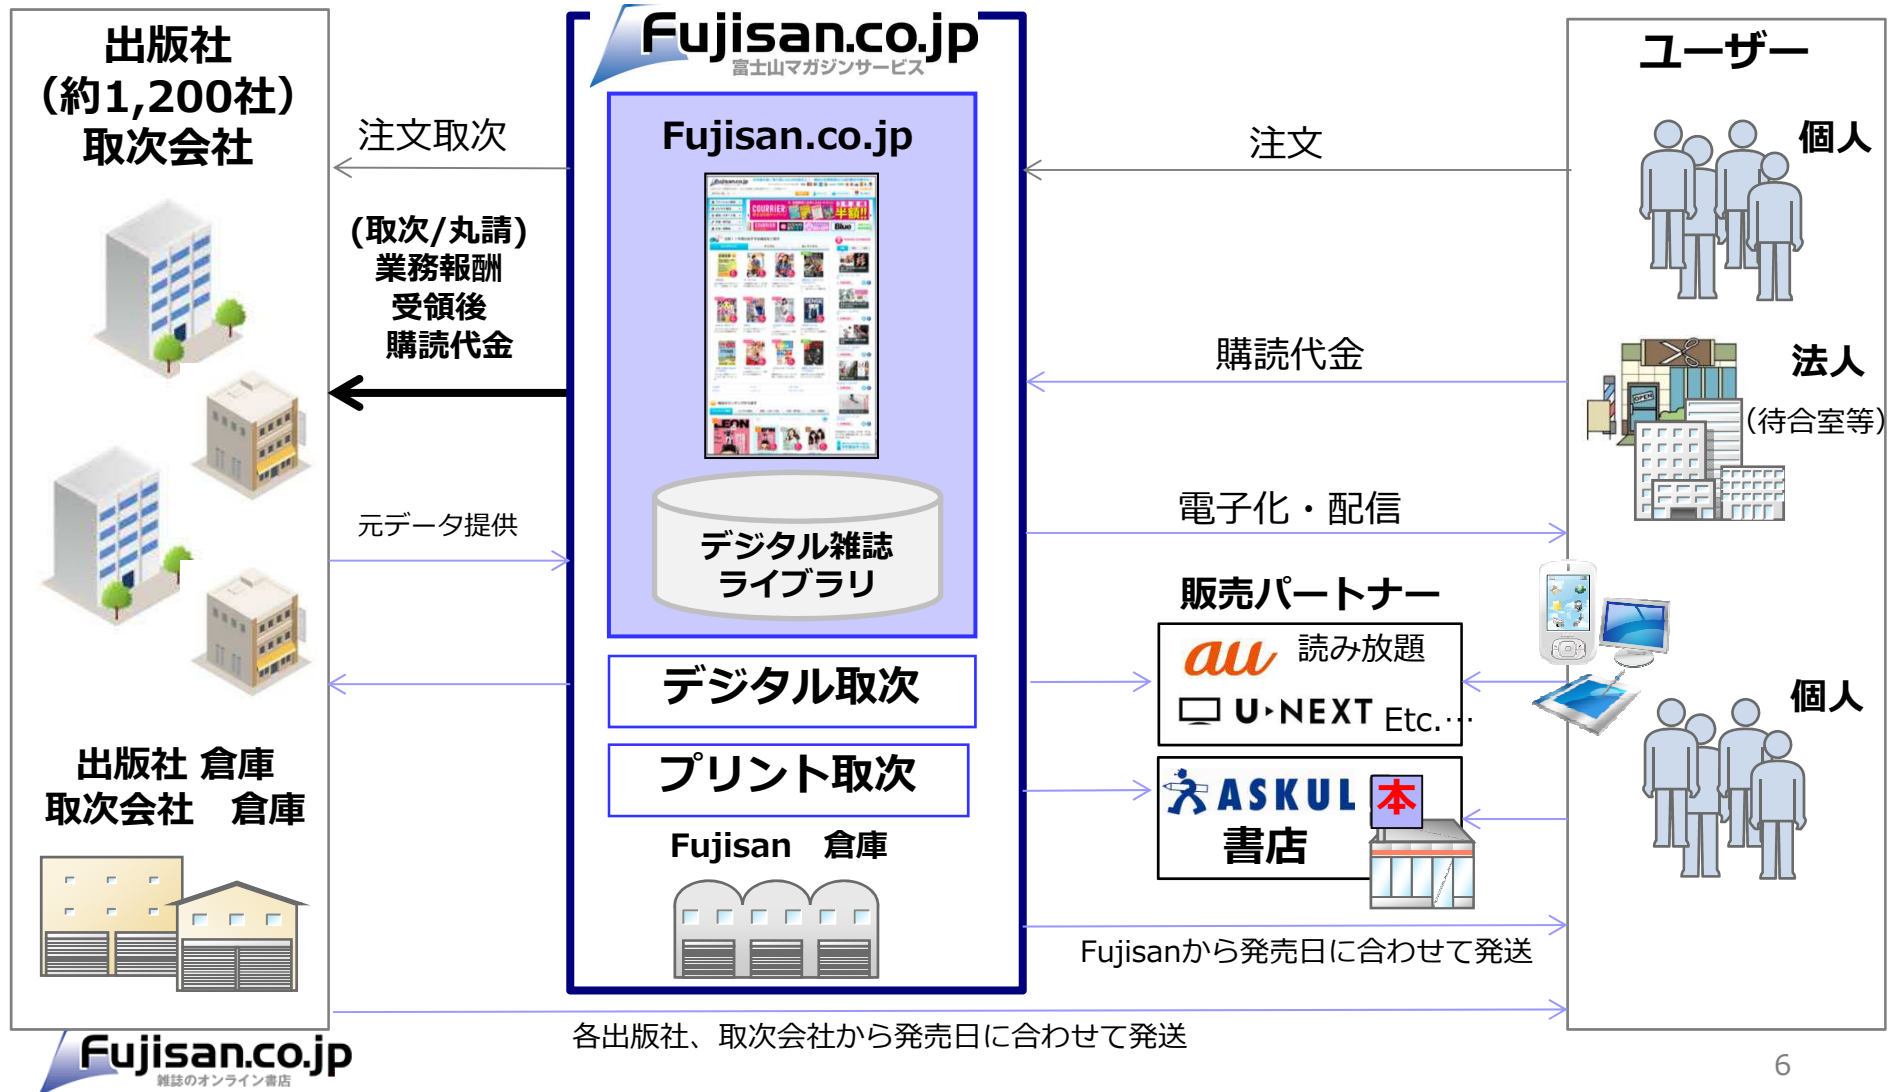 出版社
（約1,200社）
取次会社
出版社 倉庫
取次会社　倉庫
注文取次
(取次/丸請)
業務報酬
受領後
購読代金
元データ提供
Fujisan.co.jp
富士山マガジンサービス
Fujisan.co.jp
COURRiER
半額!!
Blue
LEON
デジタル雑誌
ライブラリ
デジタル取次
プリント取次
Fujisan　倉庫
注文
購読代金
電子化・配信
販売パートナー
au 読み放題
U-NEXT Etc.…
ASKUL 本
書店
Fujisanから発売日に合わせて発送
各出版社、取次会社から発売日に合わせて発送
ユーザー
個人
法人
（待合室等）
OPEN
個人
Fujisan.co.jp
雑誌のオンライン書店
6